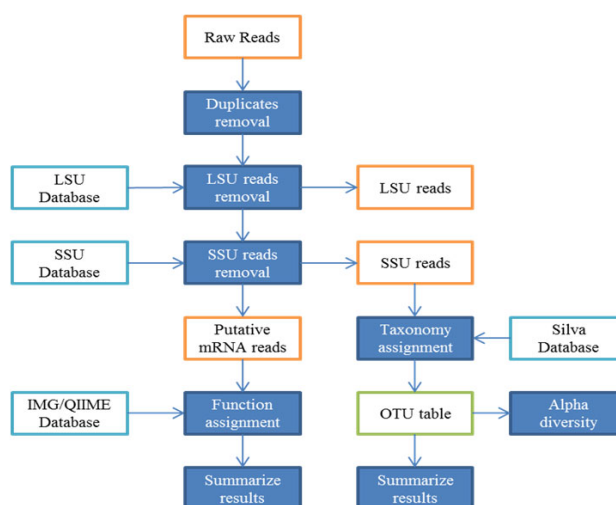 Raw Reads
Duplicates
removal
LSU
Database
LSU reads
removal
LSU reads
SSU
Database
SSU reads
removal
SSU reads
Putative
mRNA reads
Taxonomy
assignment
Silva
Database
IMG/QIIME
Database
Function
assignment
OTU table
Alpha
diversity
Summarize
results
Summarize
results